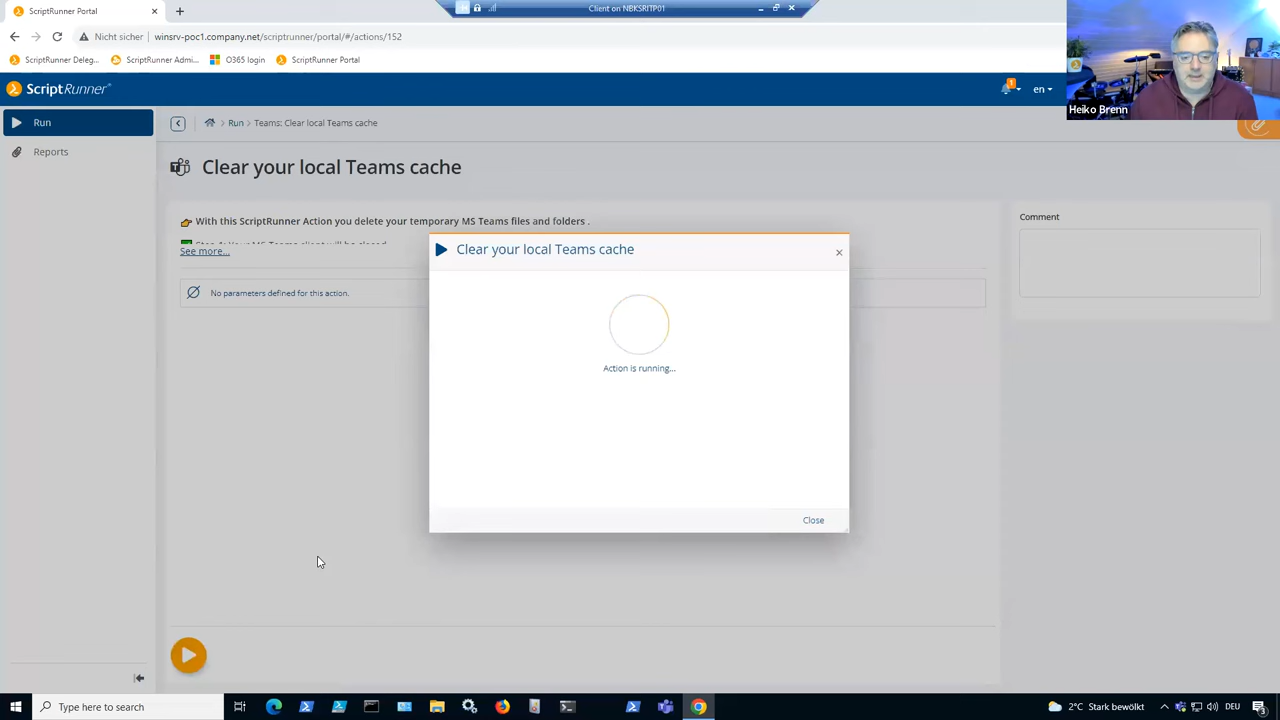 ScriptRunner Portal
Client on NBKSRITP01
Nicht sicher
winsrv-poc1.company.net/scriptrunner/portal/#/actions/152
ScriptRunner Deleg...
ScriptRunner Admi...
O365 login
ScriptRunner Portal
Heiko Brenn
ScriptRunner
1
en
Run
Run > Teams: Clear local Teams cache
Reports
Clear your local Teams cache
With this ScriptRunner Action you delete your temporary MS Teams files and folders .
Comment
See more...
Clear your local Teams cache
No parameters defined for this action.
Action is running...
Close
Type here to search
2°C Stark bewölkt
DEU